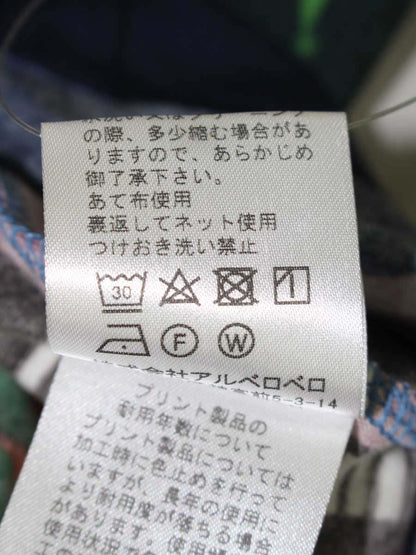 の際、多少縮む場合があ
りますので、あらかじめ
御了承下さい。
あて布使用
裏返してネット使用
つけおき洗い禁止
30
F W
株式会社アルベロベロ
5-3-14
プリント製品の
耐用年数について
プリント製品については
加工時に色止めを行って
いますが、長年の使用に
より耐用度が落ちる場合
があります。使用
使用状況で